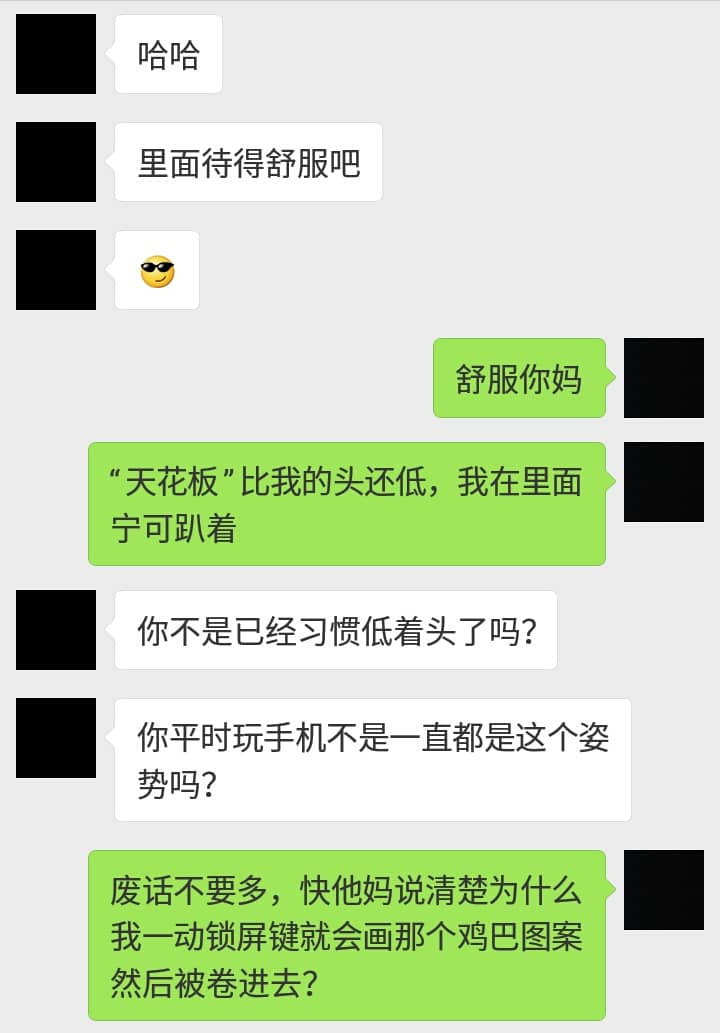 哈哈
里面待得舒服吧
舒服你妈
“天花板”比我的头还低，我在里面
宁可趴着
你不是已经习惯低着头了吗？
你平时玩手机不是一直都是这个姿
势吗？
废话不要多，快他妈说清楚为什么
我一动锁屏键就会画那个鸡巴图案
然后被卷进去？